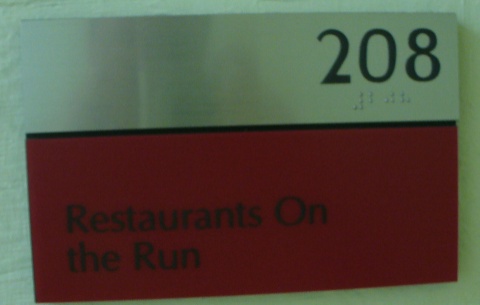 208
Restaurants On
the Run